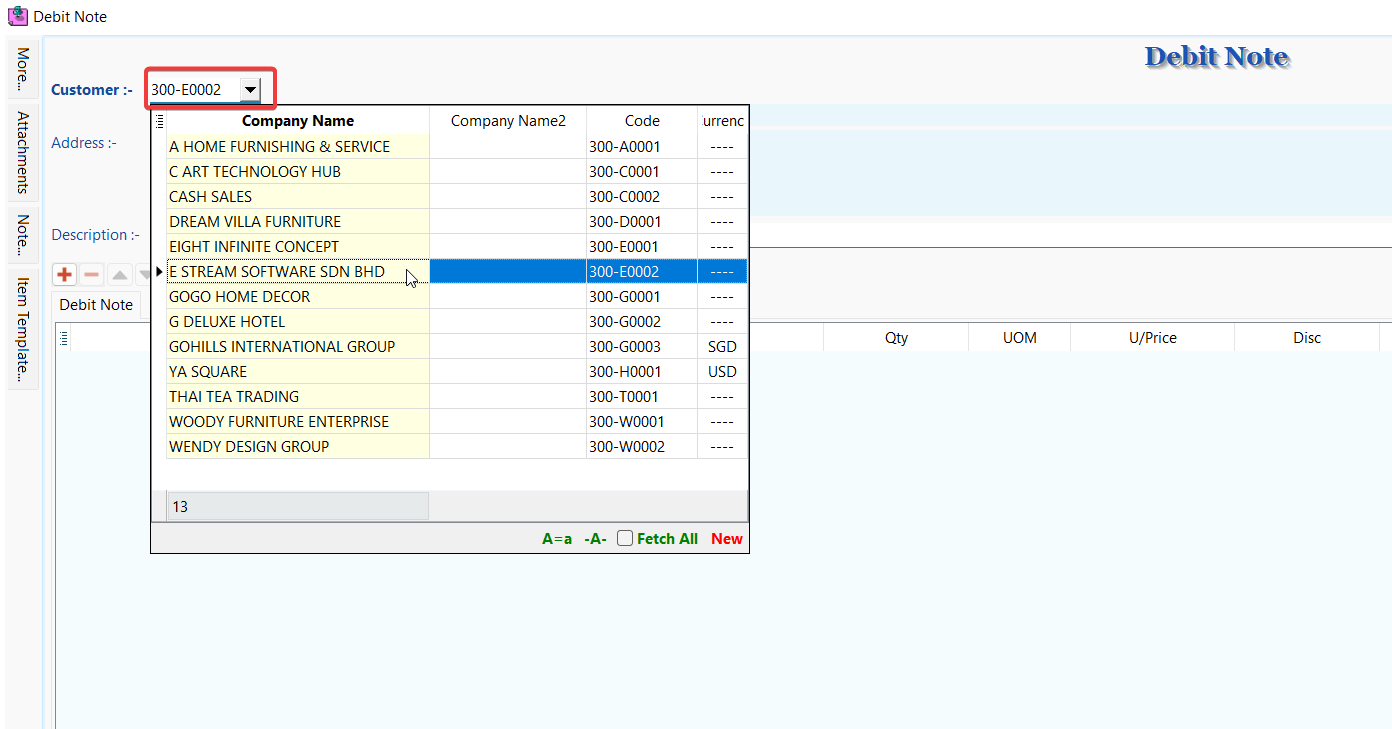 Debit Note
Debit Note
More...
Attachments
Note...
Item Template...
Customer :- 300-E0002
Address :-
Description :-
Company Name Company Name2 Code urrenc
A HOME FURNISHING & SERVICE 300-A0001 ----
C ART TECHNOLOGY HUB 300-C0001 ----
CASH SALES 300-C0002 ----
DREAM VILLA FURNITURE 300-D0001 ----
EIGHT INFINITE CONCEPT 300-E0001 ----
E STREAM SOFTWARE SDN BHD 300-E0002 ----
GOGO HOME DECOR 300-G0001 ----
G DELUXE HOTEL 300-G0002 ----
GOHILLS INTERNATIONAL GROUP 300-G0003 SGD
YA SQUARE 300-H0001 USD
THAI TEA TRADING 300-T0001 ----
WOODY FURNITURE ENTERPRISE 300-W0001 ----
WENDY DESIGN GROUP 300-W0002 ----
13
A=a -A- Fetch All New
Debit Note
Qty UOM U/Price Disc